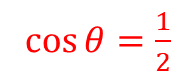 cos θ = 1/2